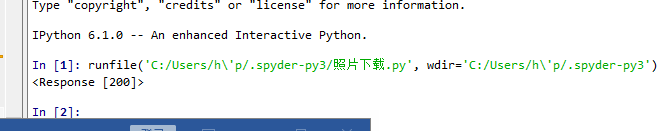 Type "copyright", "credits" or "license" for more information.
IPython 6.1.0 -- An enhanced Interactive Python.
In [1]: runfile('C:/Users/h\'p/.spyder-py3/照片下载.py', wdir='C:/Users/h\'p/.spyder-py3')
<Response [200]>
In [2]: